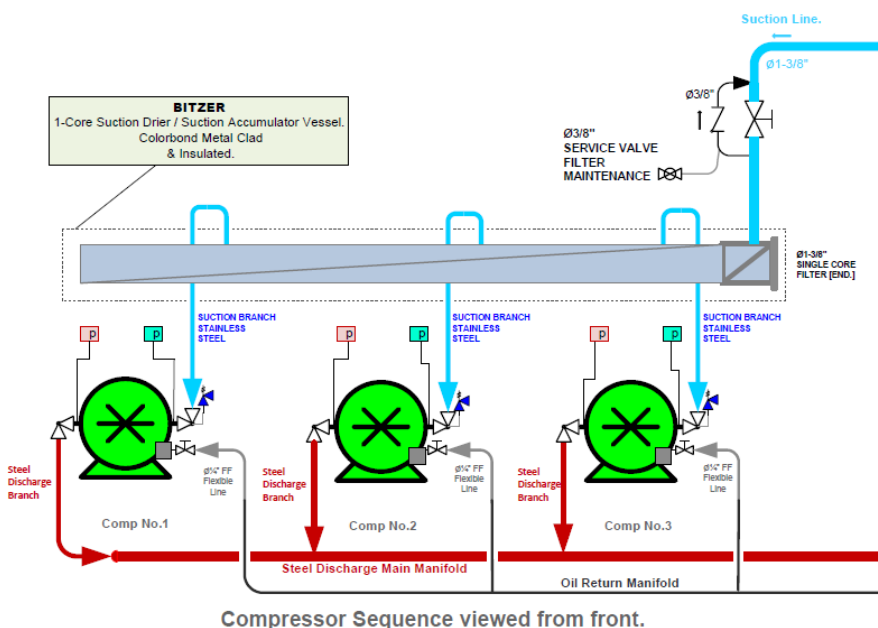 Suction Line.
Ø1-3/8"
Ø3/8"
BITZER
1-Core Suction Drier / Suction Accumulator Vessel.
Colorbond Metal Clad
& Insulated.
Ø3/8"
SERVICE VALVE
FILTER
MAINTENANCE
Ø1-3/8"
SINGLE CORE
FILTER [END.]
SUCTION BRANCH
STAINLESS
STEEL
SUCTION BRANCH
STAINLESS
STEEL
SUCTION BRANCH
STAINLESS
STEEL
p
p
p
p
p
p
Steel
Discharge
Branch
Ø¼" FF
Flexible
Line
Steel
Discharge
Branch
Ø¼" FF
Flexible
Line
Steel
Discharge
Branch
Ø¼" FF
Flexible
Line
Comp No.1
Comp No.2
Comp No.3
Steel Discharge Main Manifold
Oil Return Manifold
Compressor Sequence viewed from front.